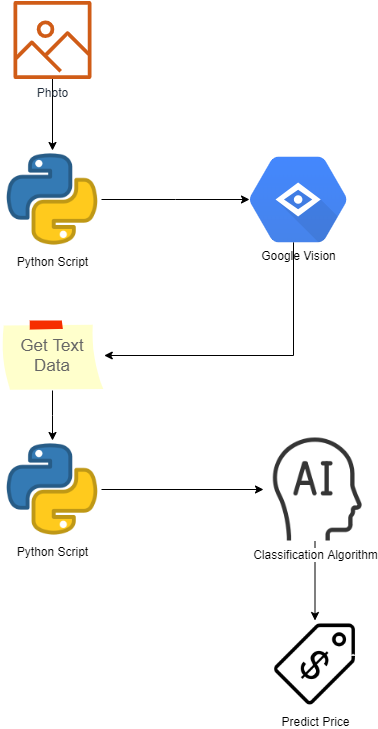 Photo
Python Script
Google Vision
Get Text
Data
Python Script
AI
Classification Algorithm
$
Predict Price